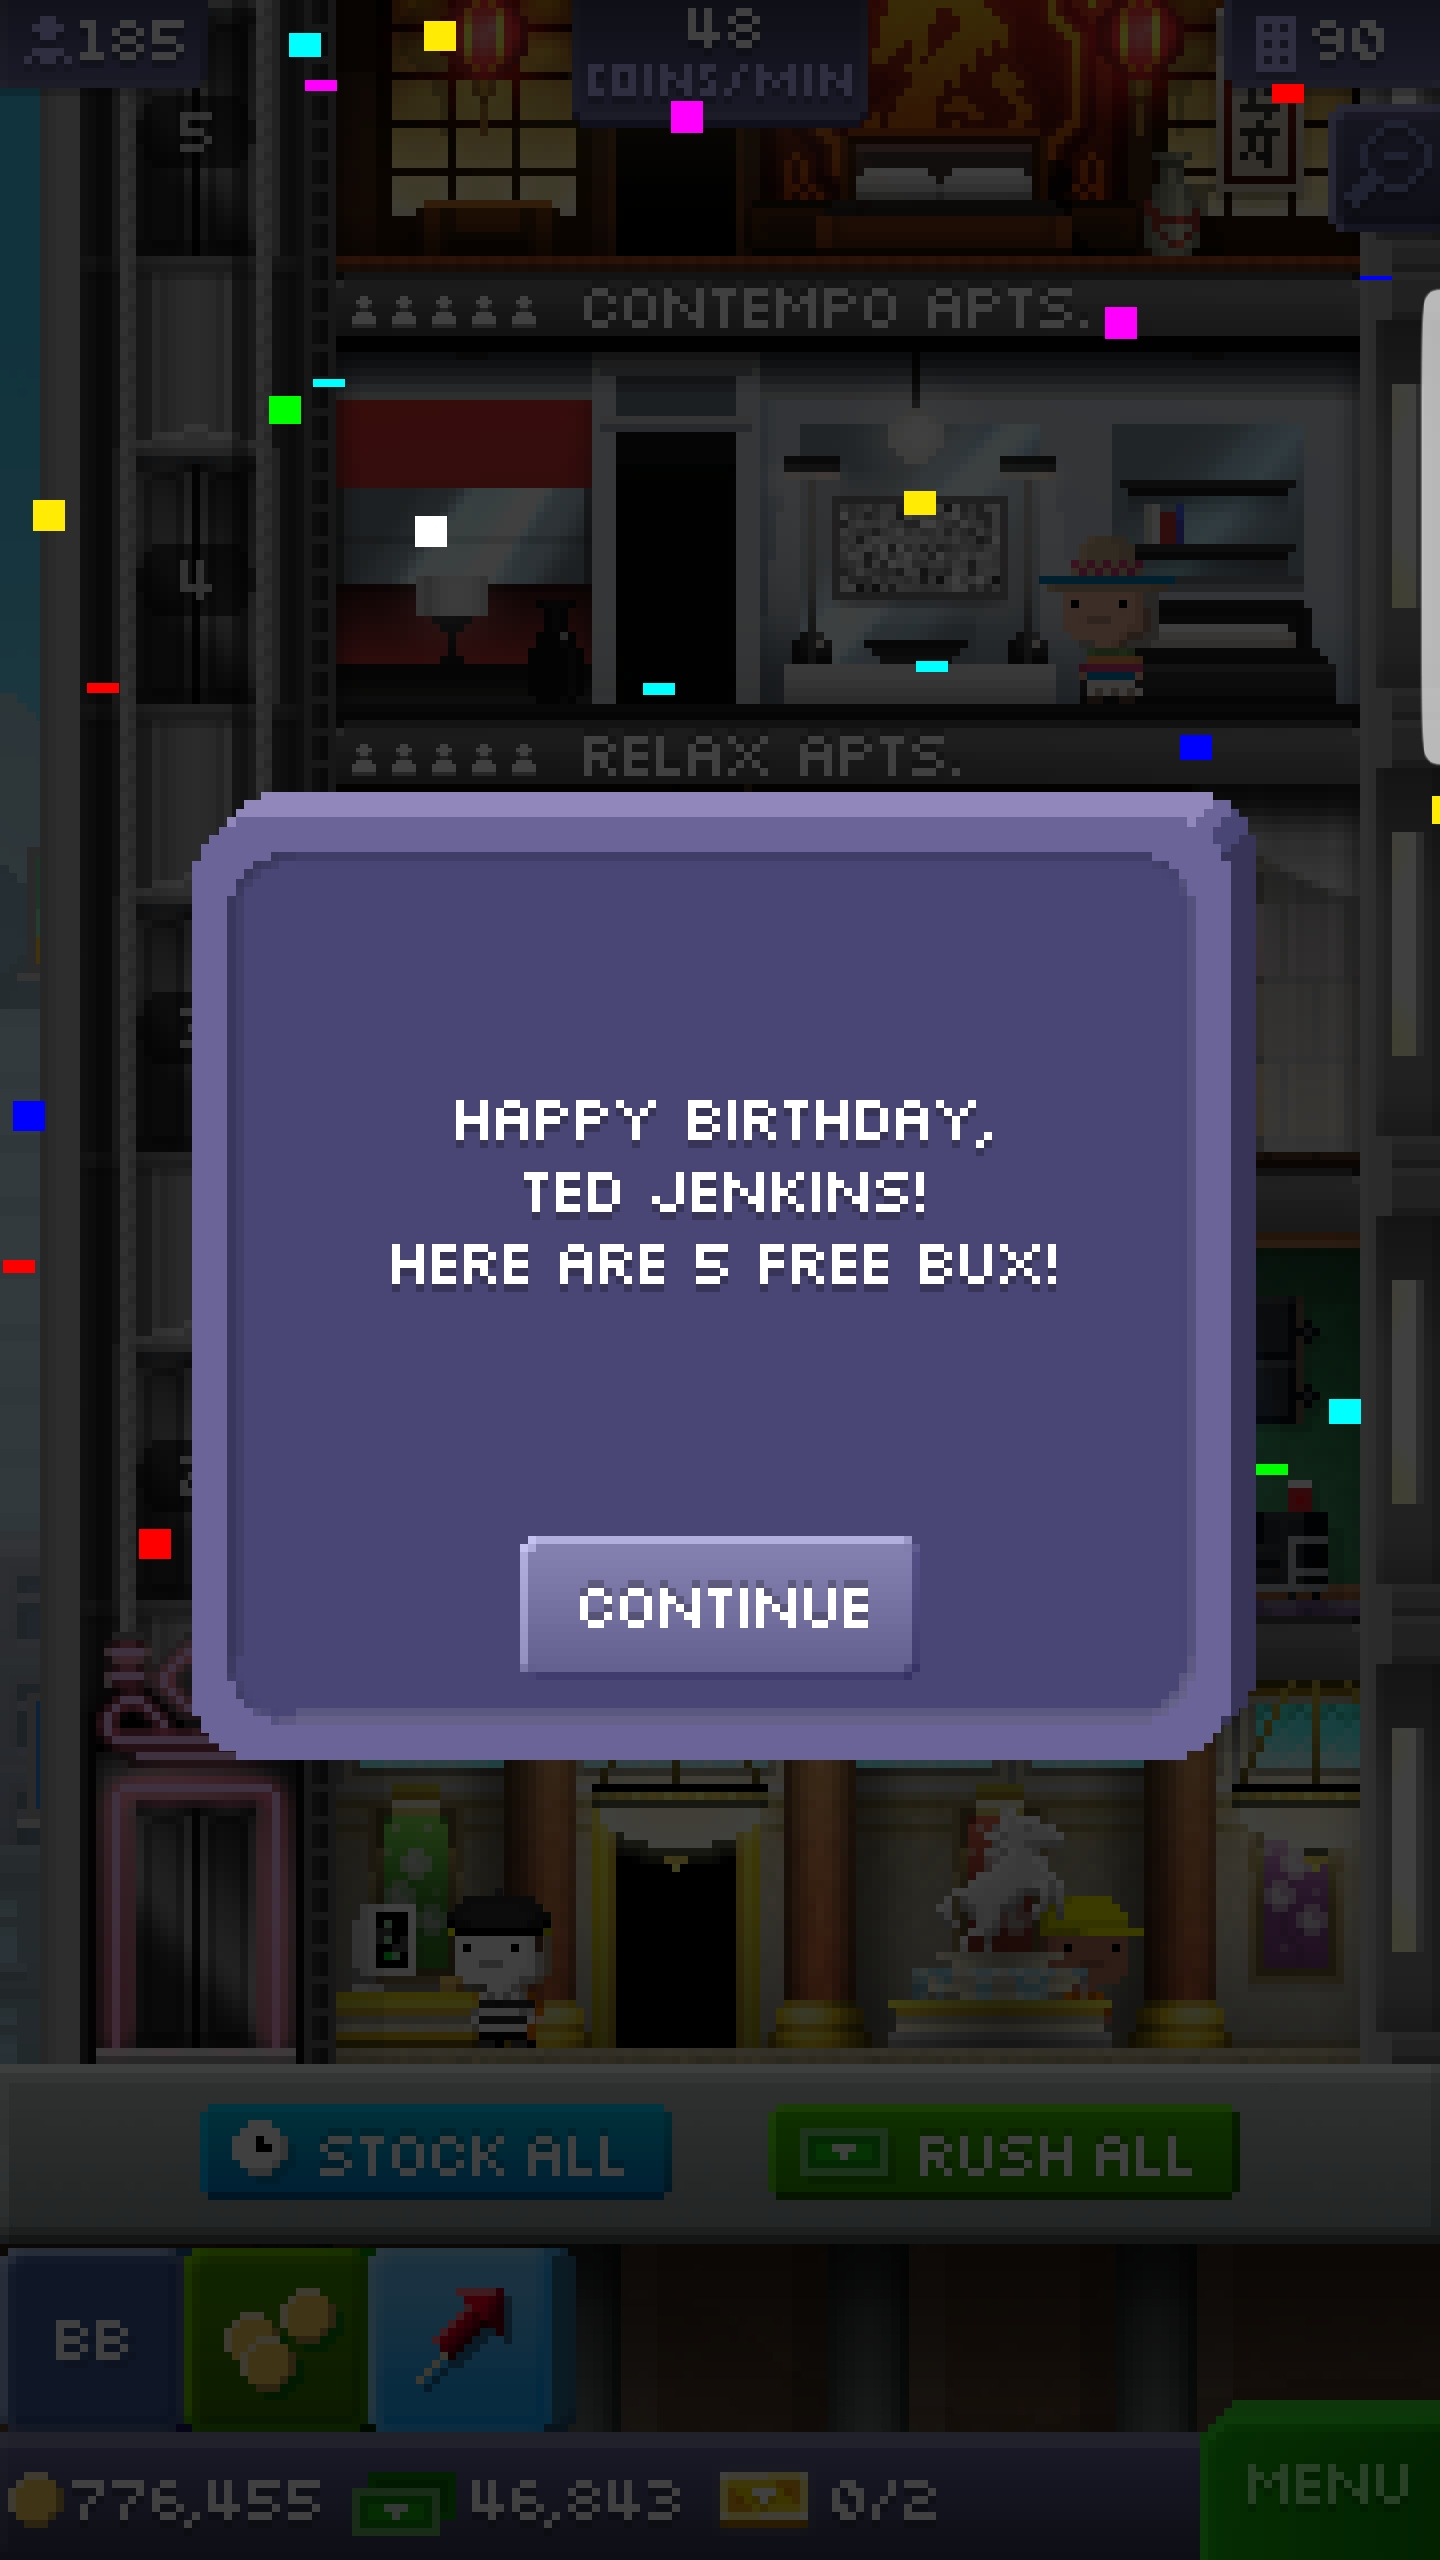 185
48
COINS/MIN
90
5
CONTEMPO APTS.
4
RELAX APTS.
HAPPY BIRTHDAY,
TED JENKINS!
HERE ARE 5 FREE BUX!
CONTINUE
STOCK ALL
RUSH ALL
BB
776,455
46,843
0/2
MENU